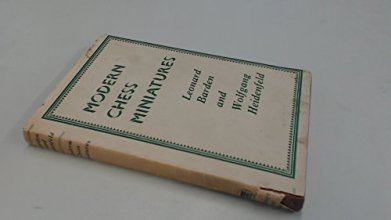 MODERN
CHESS
MINIATURES
Leonard
Barden
and
Wolfgang
Heidenfeld